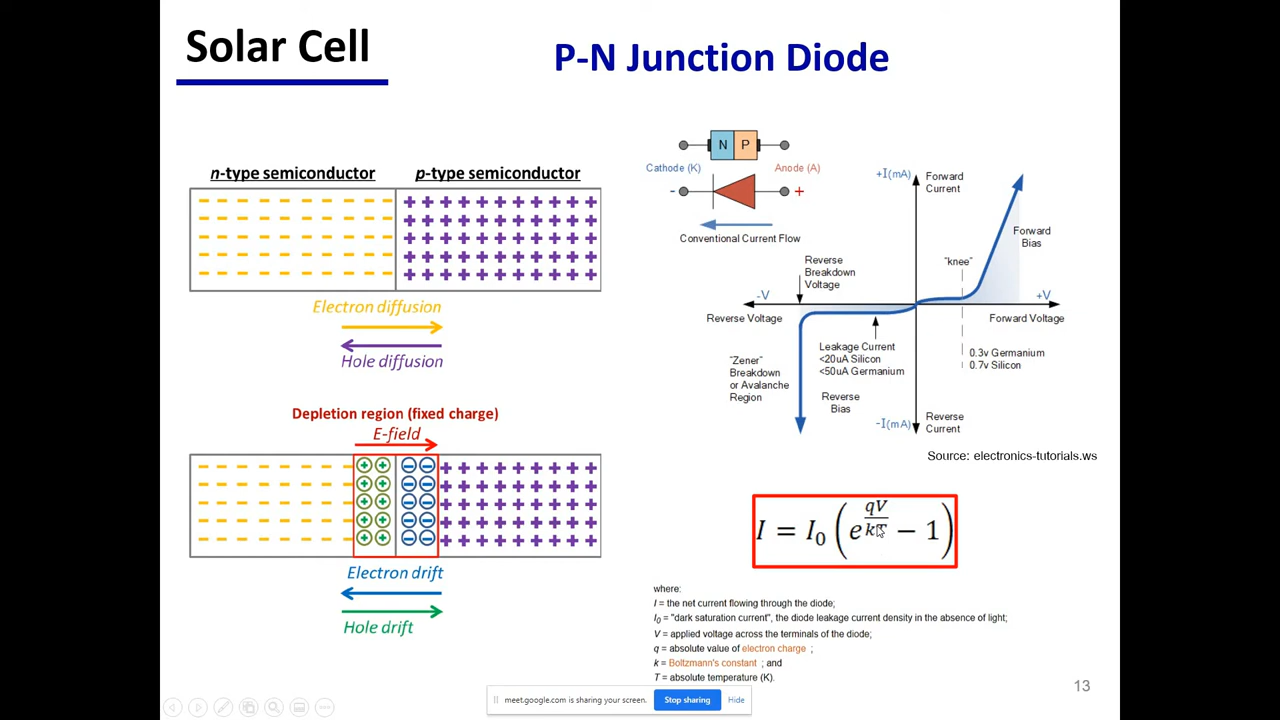 Solar Cell
P-N Junction Diode
n-type semiconductor
p-type semiconductor
Electron diffusion
Hole diffusion
Depletion region (fixed charge)
E-field
Electron drift
Hole drift
N P
Cathode (K)
Anode (A)
- +
Conventional Current Flow
+I(mA)
Forward
Current
Forward
Bias
"knee"
Reverse
Breakdown
Voltage
-V
+V
Reverse Voltage
Forward Voltage
Leakage Current
<20uA Silicon
<50uA Germanium
0.3v Germanium
0.7v Silicon
"Zener"
Breakdown
or Avalanche
Region
Reverse
Bias
-I(mA)
Reverse
Current
Source: electronics-tutorials.ws
I = I₀ (e^(qV/kT) − 1)
where:
I = the net current flowing through the diode;
I₀ = "dark saturation current", the diode leakage current density in the absence of light;
V = applied voltage across the terminals of the diode;
q = absolute value of electron charge ;
k = Boltzmann's constant ; and
T = absolute temperature (K).
13
meet.google.com is sharing your screen.
Stop sharing
Hide